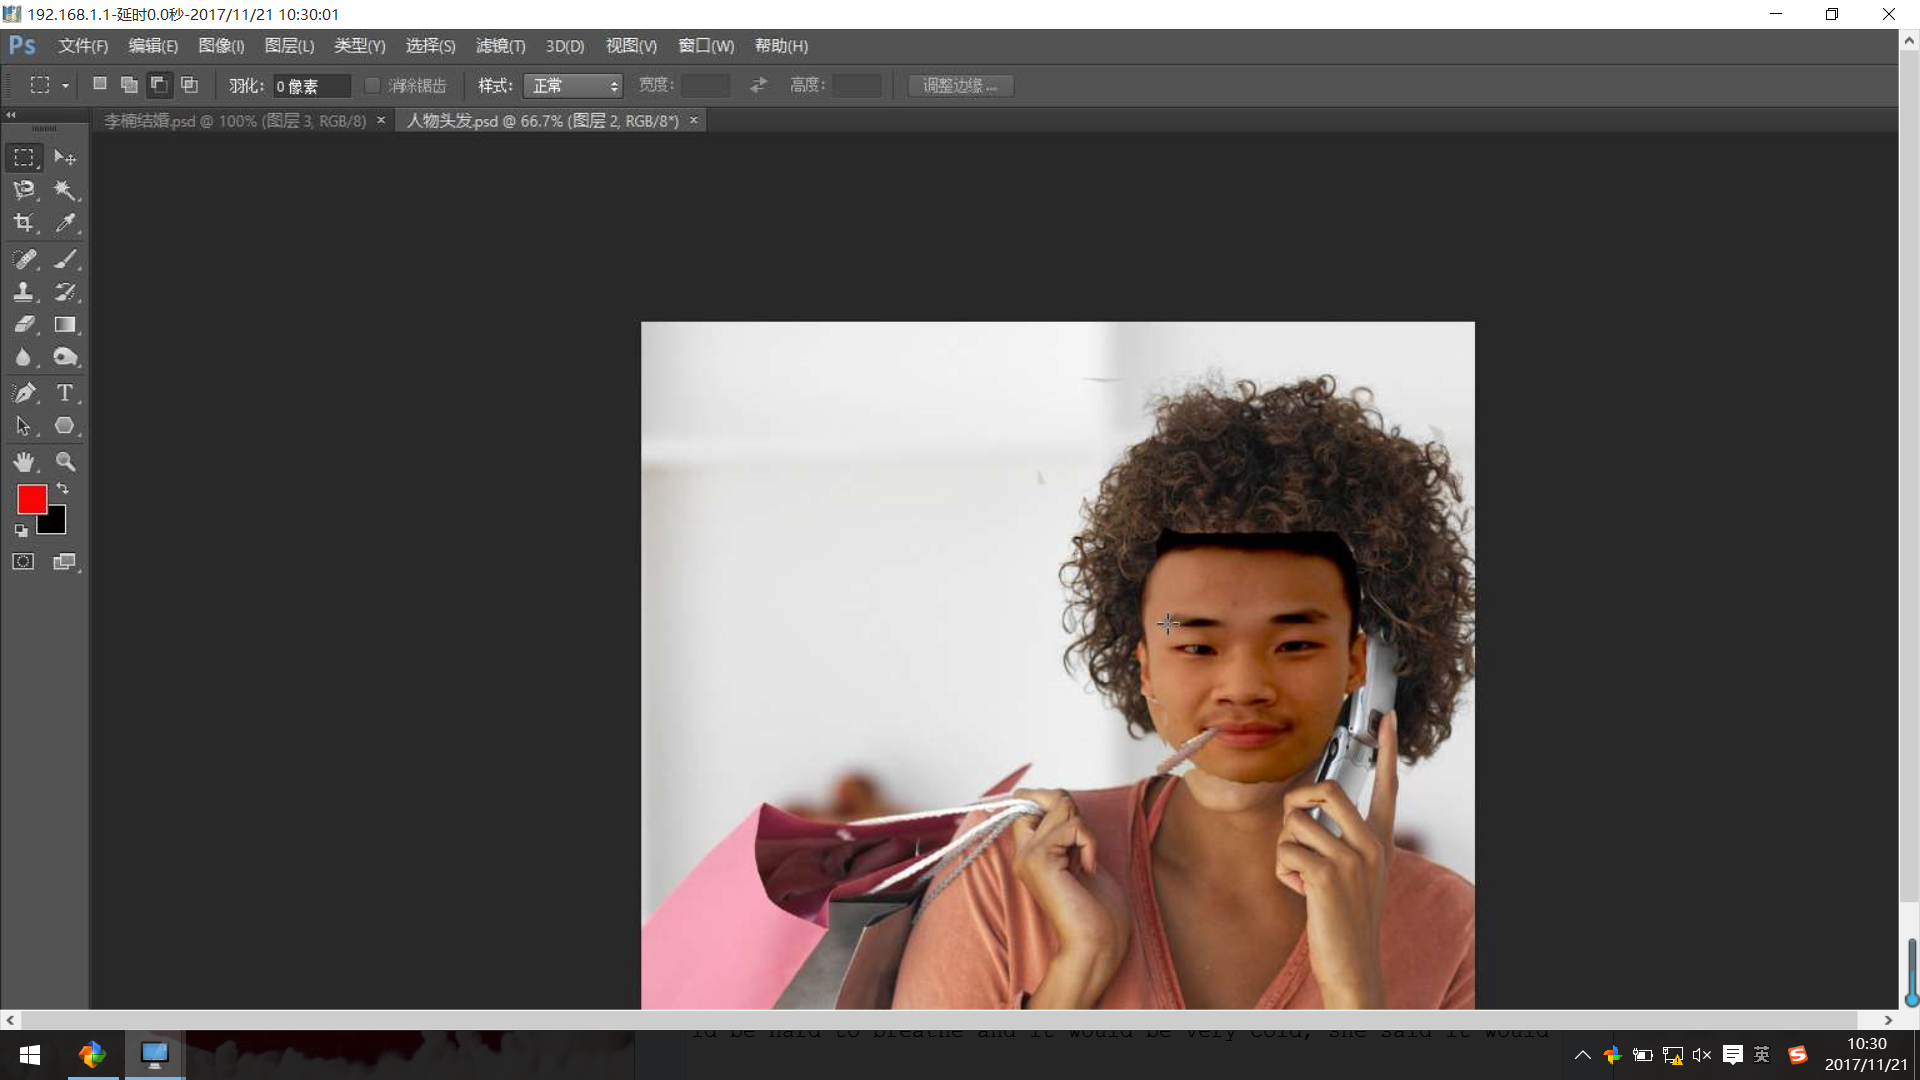 192.168.1.1-延时0.0秒-2017/11/21 10:30:01
Ps 文件(F) 编辑(E) 图像(I) 图层(L) 类型(Y) 选择(S) 滤镜(T) 3D(D) 视图(V) 窗口(W) 帮助(H)
羽化: 0 像素 消除锯齿 样式: 正常 宽度: 高度: 调整边缘...
李楠结婚.psd @ 100% (图层 3, RGB/8) × 人物头发.psd @ 66.7% (图层 2, RGB/8*) ×
T
ld be hard to breathe and it would be very cold, she said it would
英
10:30
2017/11/21